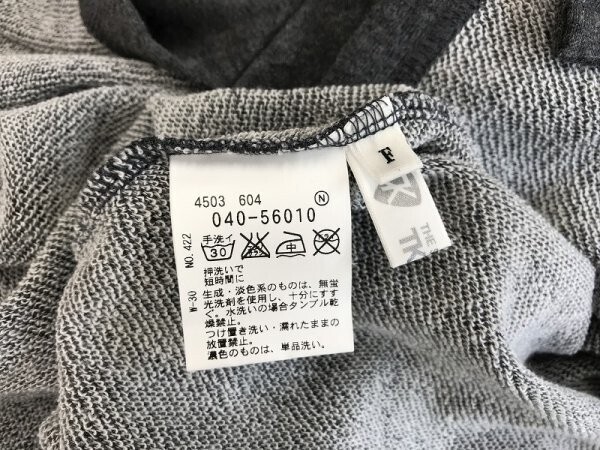 4503 604 Ⓝ
040-56010
手洗イ
30
中
押洗いで
短時間に
生成・淡色系のものは、無蛍
光洗剤を使用し、十分にすす
ぐ。水洗いの場合タンブル乾
燥禁止。
つけ置き洗い・濡れたままの
放置禁止。
濃色のものは、単品洗い。
W-30 NO.422
F
THE
TK